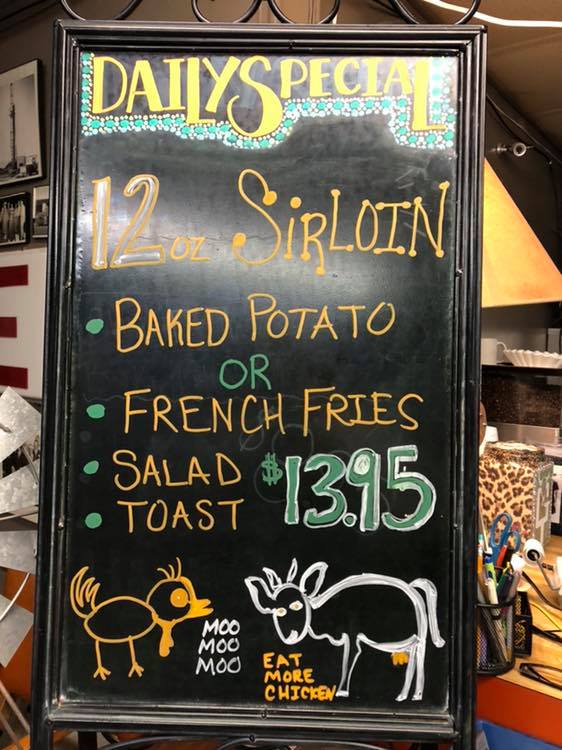 DAILY SPECIAL
12oz SIRLOIN
• BAKED POTATO
OR
• FRENCH FRIES
• SALAD $13.95
• TOAST
MOO
MOO
MOO
EAT
MORE
CHICKEN